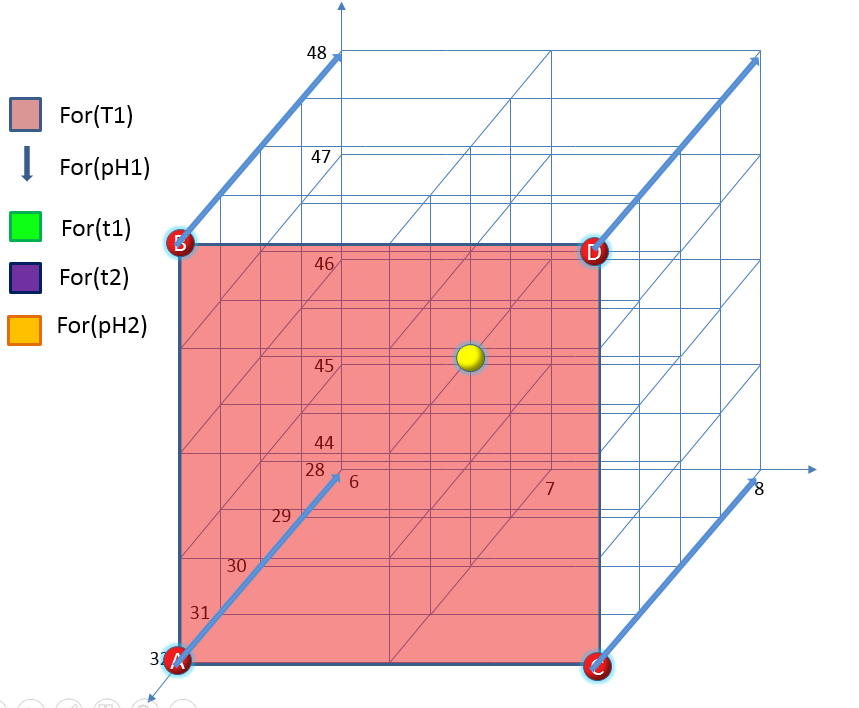 48
For(T1)
47
For(pH1)
For(t1)
B
D
46
For(t2)
For(pH2)
45
44
28
6
7
8
29
30
31
32
A
C